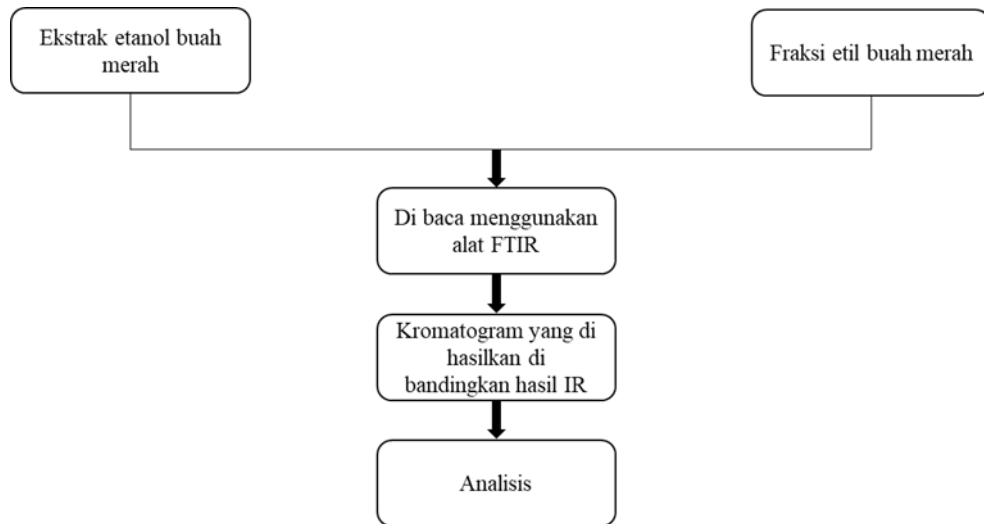 Ekstrak etanol buah
merah
Fraksi etil buah merah
Di baca menggunakan
alat FTIR
Kromatogram yang di
hasilkan di
bandingkan hasil IR
Analisis